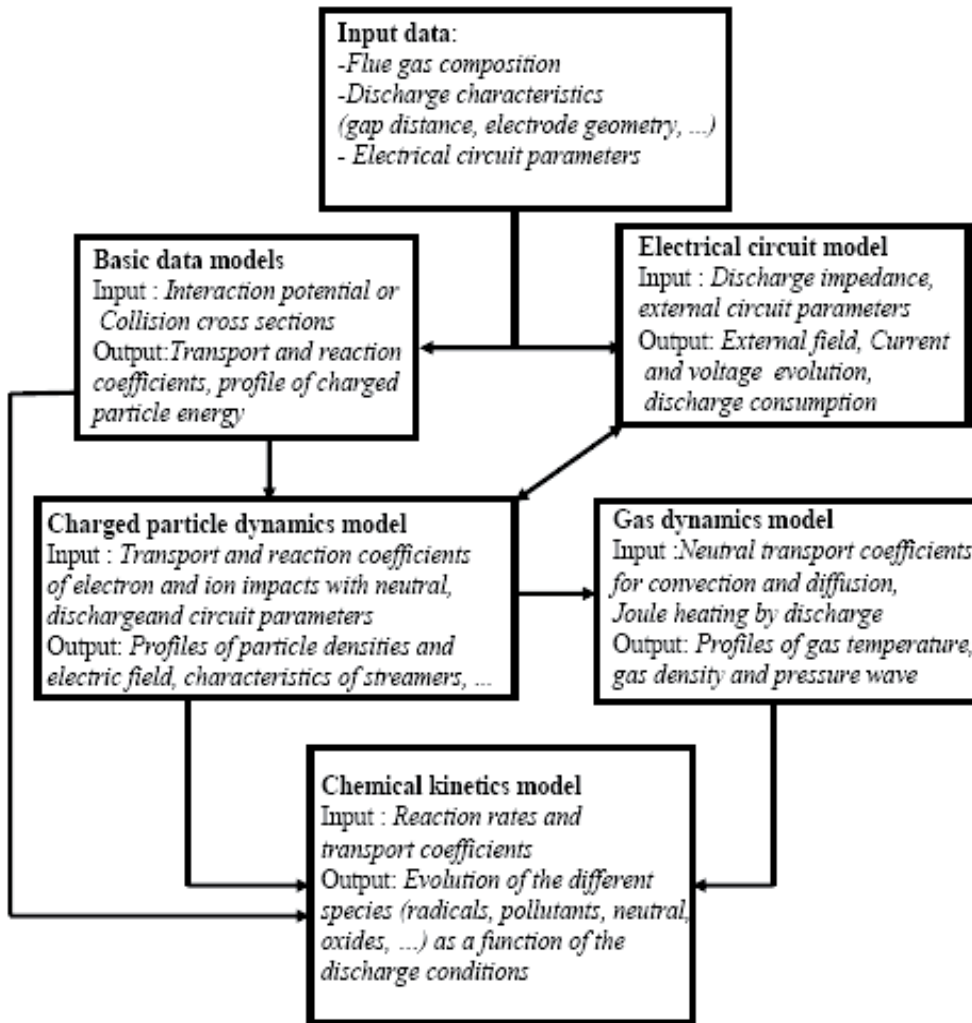 Input data:
-Flue gas composition
-Discharge characteristics
(gap distance, electrode geometry, ...)
- Electrical circuit parameters
Basic data models
Input : Interaction potential or
Collision cross sections
Output:Transport and reaction
coefficients, profile of charged
particle energy
Electrical circuit model
Input : Discharge impedance,
external circuit parameters
Output: External field, Current
and voltage evolution,
discharge consumption
Charged particle dynamics model
Input : Transport and reaction coefficients
of electron and ion impacts with neutral,
dischargeand circuit parameters
Output: Profiles of particle densities and
electric field, characteristics of streamers, ...
Gas dynamics model
Input :Neutral transport coefficients
for convection and diffusion,
Joule heating by discharge
Output: Profiles of gas temperature,
gas density and pressure wave
Chemical kinetics model
Input : Reaction rates and
transport coefficients
Output: Evolution of the different
species (radicals, pollutants, neutral,
oxides, ...) as a function of the
discharge conditions